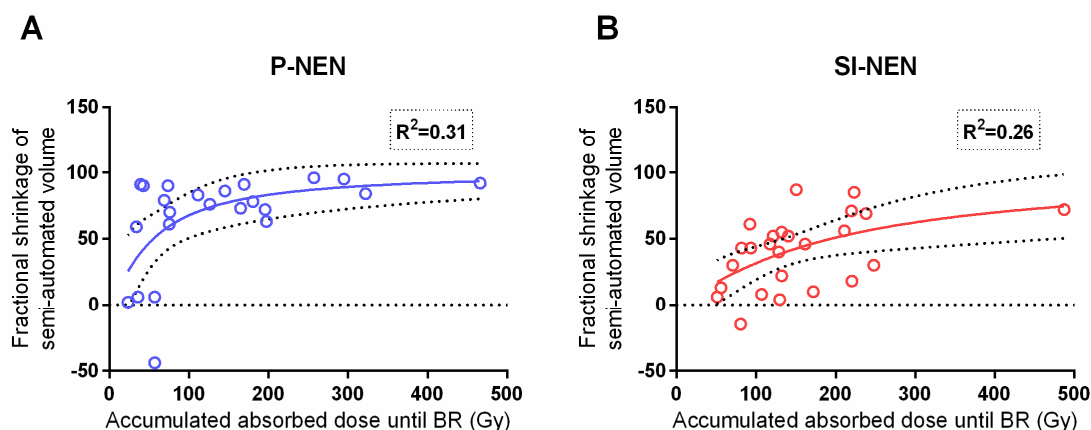 A
P-NEN
Fractional shrinkage of
semi-automated volume
150
100
50
0
-50
R²=0.31
0
100
200
300
400
500
Accumulated absorbed dose until BR (Gy)
B
SI-NEN
Fractional shrinkage of
semi-automated volume
150
100
50
0
-50
R²=0.26
0
100
200
300
400
500
Accumulated absorbed dose until BR (Gy)